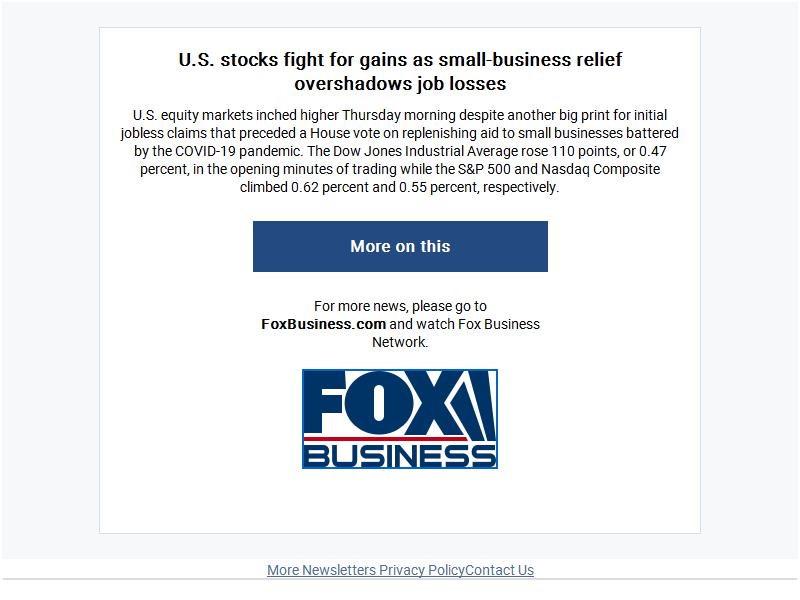 U.S. stocks fight for gains as small-business relief
overshadows job losses
U.S. equity markets inched higher Thursday morning despite another big print for initial
jobless claims that preceded a House vote on replenishing aid to small businesses battered
by the COVID-19 pandemic. The Dow Jones Industrial Average rose 110 points, or 0.47
percent, in the opening minutes of trading while the S&P 500 and Nasdaq Composite
climbed 0.62 percent and 0.55 percent, respectively.
More on this
For more news, please go to
FoxBusiness.com and watch Fox Business
Network.
FOX
BUSINESS
More Newsletters Privacy PolicyContact Us